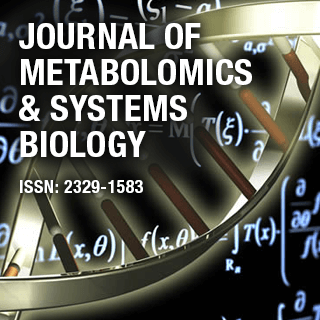 JOURNAL OF
METABOLOMICS
& SYSTEMS
BIOLOGY
ISSN: 2329-1583